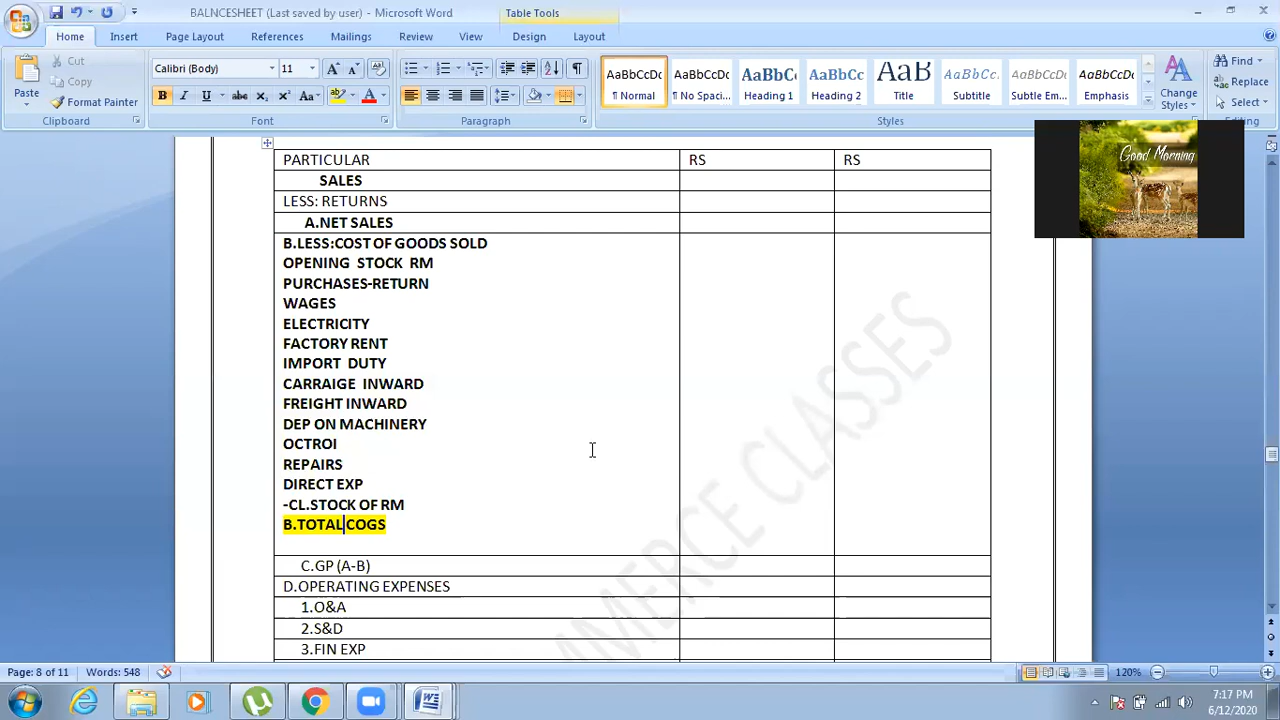 BALNCESHEET (Last saved by user) - Microsoft Word
Table Tools
Home
Insert
Page Layout
References
Mailings
Review
View
Design
Layout
Paste
Cut
Copy
Format Painter
Clipboard
Calibri (Body)
11
Font
Paragraph
AaBbCcDc
¶ Normal
AaBbCcDc
¶ No Spaci...
AaBbC
Heading 1
AaBbCc
Heading 2
AaB
Title
AaBbCc
Subtitle
AaBbCcDc
Subtle Em...
AaBbCcDc
Emphasis
Styles
Change
Styles
Find
Replace
Select
Editing
Good Morning
PARTICULAR RS RS
SALES
LESS: RETURNS
A.NET SALES
B.LESS:COST OF GOODS SOLD
OPENING STOCK RM
PURCHASES-RETURN
WAGES
ELECTRICITY
FACTORY RENT
IMPORT DUTY
CARRAIGE INWARD
FREIGHT INWARD
DEP ON MACHINERY
OCTROI
REPAIRS
DIRECT EXP
-CL.STOCK OF RM
B.TOTAL COGS
C.GP (A-B)
D.OPERATING EXPENSES
1.O&A
2.S&D
3.FIN EXP
AMERCE CLASSES
Page: 8 of 11
Words: 548
120%
7:17 PM
6/12/2020